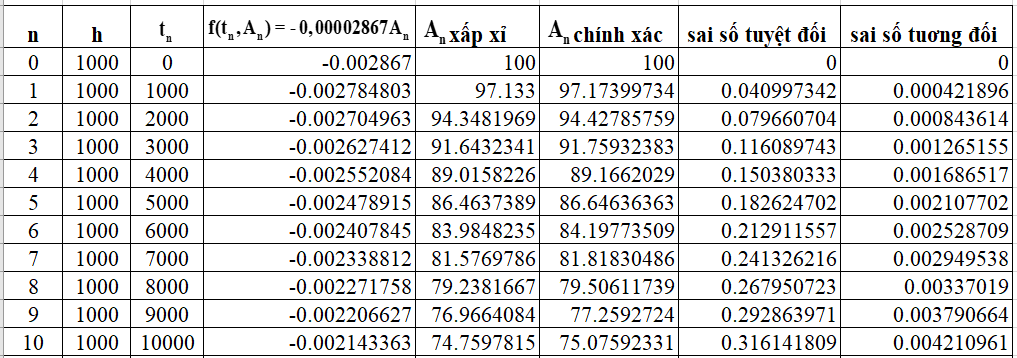 n h tₙ f(tₙ, Aₙ) = - 0,00002867Aₙ Aₙ xấp xỉ Aₙ chính xác sai số tuyệt đối sai số tuơng đối
0 1000 0 -0.002867 100 100 0 0
1 1000 1000 -0.002784803 97.133 97.17399734 0.040997342 0.000421896
2 1000 2000 -0.002704963 94.3481969 94.42785759 0.079660704 0.000843614
3 1000 3000 -0.002627412 91.6432341 91.75932383 0.116089743 0.001265155
4 1000 4000 -0.002552084 89.0158226 89.1662029 0.150380333 0.001686517
5 1000 5000 -0.002478915 86.4637389 86.64636363 0.182624702 0.002107702
6 1000 6000 -0.002407845 83.9848235 84.19773509 0.212911557 0.002528709
7 1000 7000 -0.002338812 81.5769786 81.81830486 0.241326216 0.002949538
8 1000 8000 -0.002271758 79.2381667 79.50611739 0.267950723 0.00337019
9 1000 9000 -0.002206627 76.9664084 77.2592724 0.292863971 0.003790664
10 1000 10000 -0.002143363 74.7597815 75.07592331 0.316141809 0.004210961